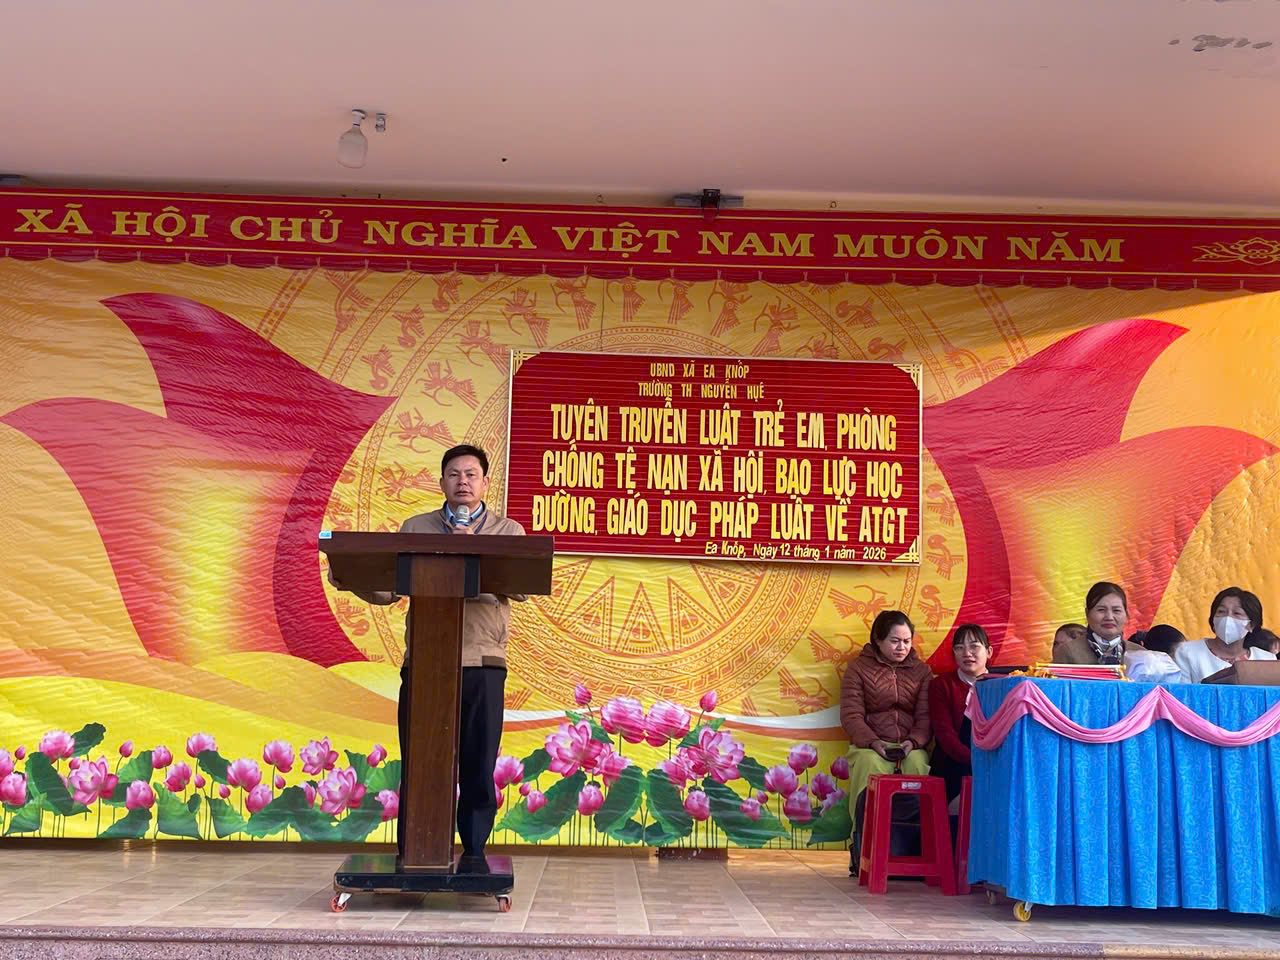 XÃ HỘI CHỦ NGHĨA VIỆT NAM MUÔN NĂM
UBND XÃ EA KNỐP
TRƯỜNG TH NGUYỄN HUỆ
TUYÊN TRUYỀN LUẬT TRẺ EM, PHÒNG
CHỐNG TỆ NẠN XÃ HỘI, BẠO LỰC HỌC
ĐƯỜNG, GIÁO DỤC PHÁP LUẬT VỀ ATGT
Ea Knốp, Ngày 12 tháng 1 năm 2026